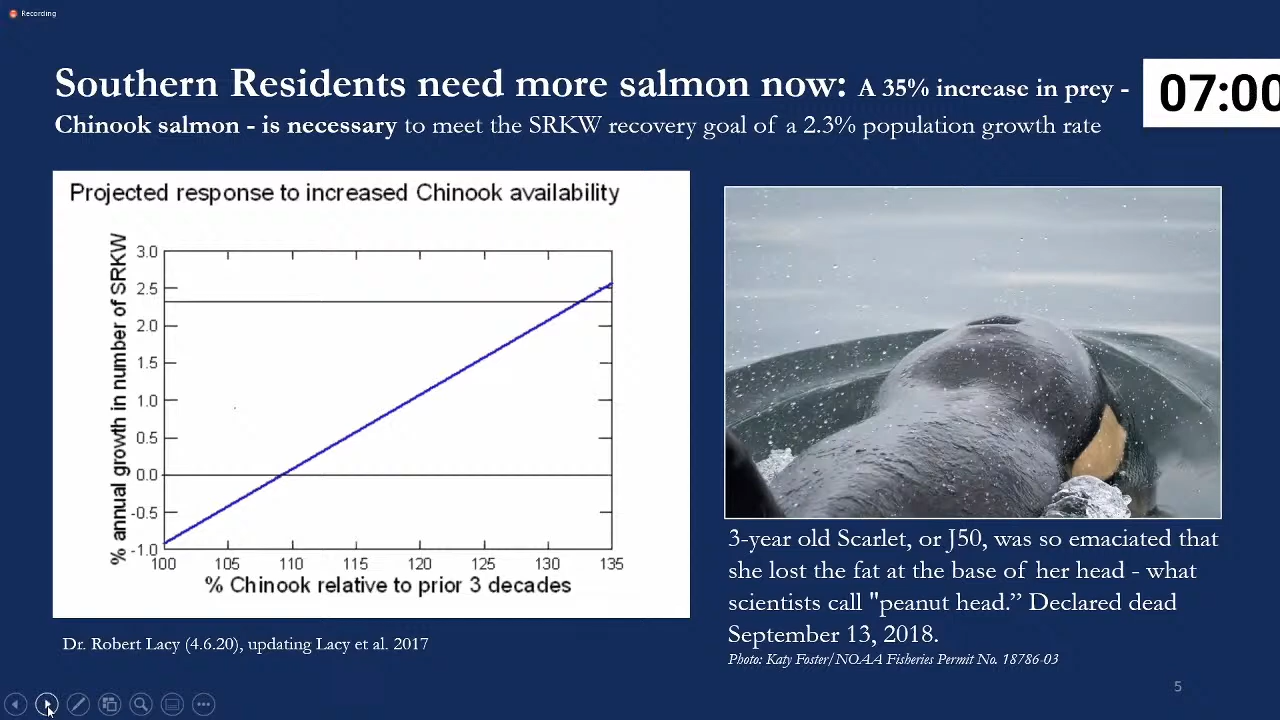 Recording
Southern Residents need more salmon now: A 35% increase in prey -
Chinook salmon - is necessary to meet the SRKW recovery goal of a 2.3% population growth rate
07:00
Projected response to increased Chinook availability
% annual growth in number of SRKW
3.0
2.5
2.0
1.5
1.0
0.5
0.0
-0.5
-1.0
100 105 110 115 120 125 130 135
% Chinook relative to prior 3 decades
Dr. Robert Lacy (4.6.20), updating Lacy et al. 2017
3-year old Scarlet, or J50, was so emaciated that
she lost the fat at the base of her head - what
scientists call "peanut head.” Declared dead
September 13, 2018.
Photo: Katy Foster/NOAA Fisheries Permit No. 18786-03
5